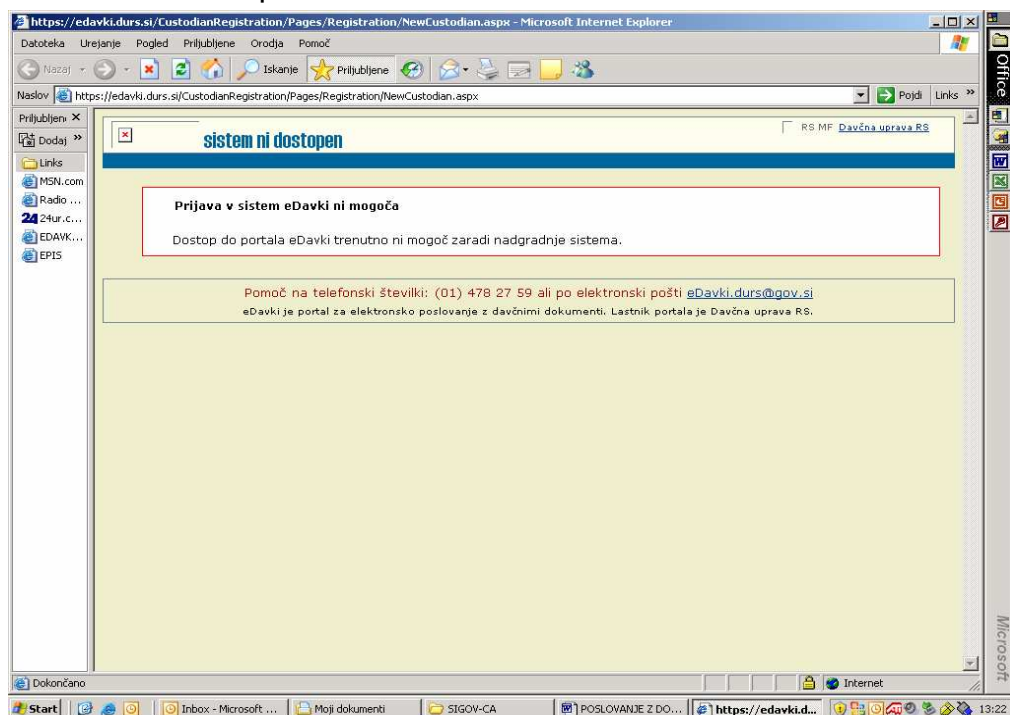 https://edavki.durs.si/CustodianRegistration/Pages/Registration/NewCustodian.aspx - Microsoft Internet Explorer
Datoteka Urejanje Pogled Priljubljene Orodja Pomoč
Nazaj Iskanje Priljubljene
Naslov https://edavki.durs.si/CustodianRegistration/Pages/Registration/NewCustodian.aspx Pojdi Links »
Priljubljene
Dodaj »
Links
MSN.com
Radio ...
24ur.c...
EDAVK...
EPIS
sistem ni dostopen
RS MF Davčna uprava RS
Prijava v sistem eDavki ni mogoča
Dostop do portala eDavki trenutno ni mogoč zaradi nadgradnje sistema.
Pomoč na telefonski številki: (01) 478 27 59 ali po elektronski pošti eDavki.durs@gov.si
eDavki je portal za elektronsko poslovanje z davčnimi dokumenti. Lastnik portala je Davčna uprava RS.
Office
Microsoft
Dokončano
Internet
Start Inbox - Microsoft ... Moji dokumenti SIGOV-CA POSLOVANJE Z DO... https://edavki.d... 13:22